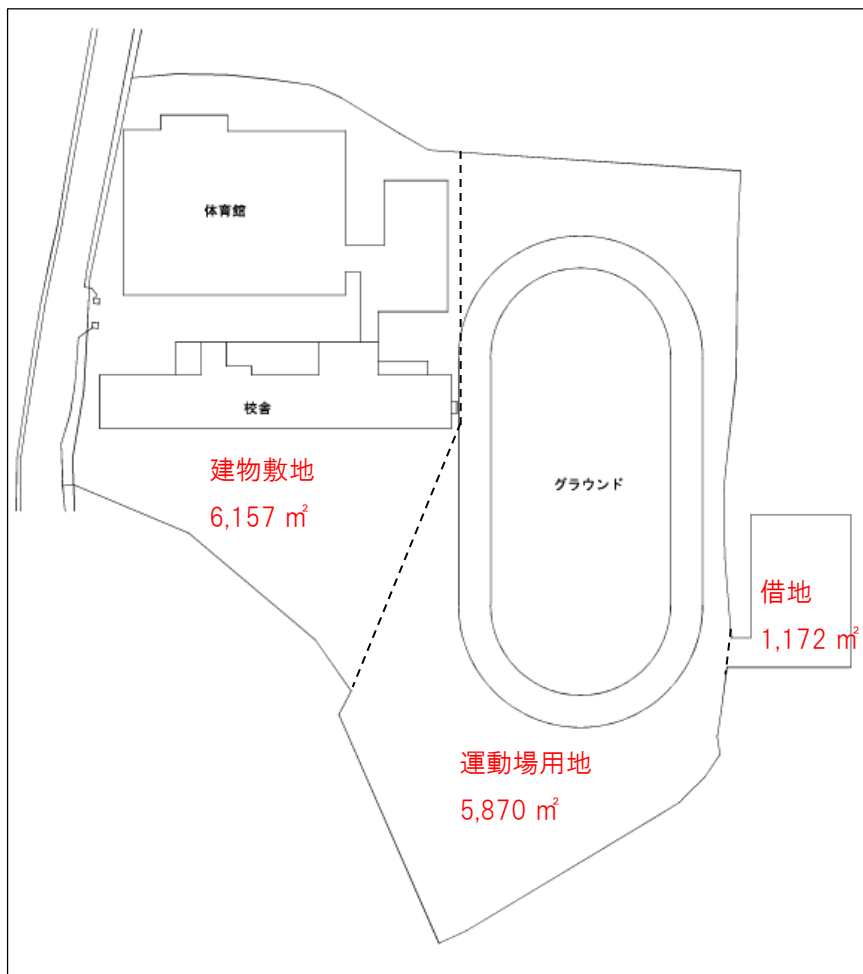 体育館
校舎
建物敷地
6,157 ㎡
グラウンド
借地
1,172 ㎡
運動場用地
5,870 ㎡